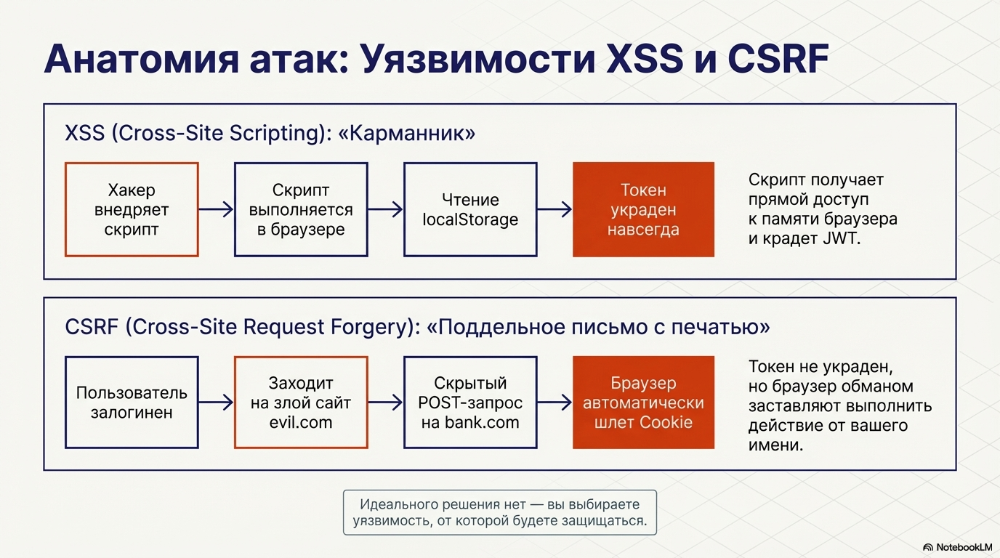 Анатомия атак: Уязвимости XSS и CSRF
XSS (Cross-Site Scripting): «Карманник»
Хакер
внедряет
скрипт
Скрипт
выполняется
в браузере
Чтение
localStorage
Токен
украден
навсегда
Скрипт получает
прямой доступ
к памяти браузера
и крадет JWT.
CSRF (Cross-Site Request Forgery): «Поддельное письмо с печатью»
Пользователь
залогинен
Заходит
на злой сайт
evil.com
Скрытый
POST-запрос
на bank.com
Браузер
автоматически
шлет Cookie
Токен не украден,
но браузер обманом
заставляют выполнить
действие от вашего
имени.
Идеального решения нет — вы выбираете
уязвимость, от которой будете защищаться.
NotebookLM